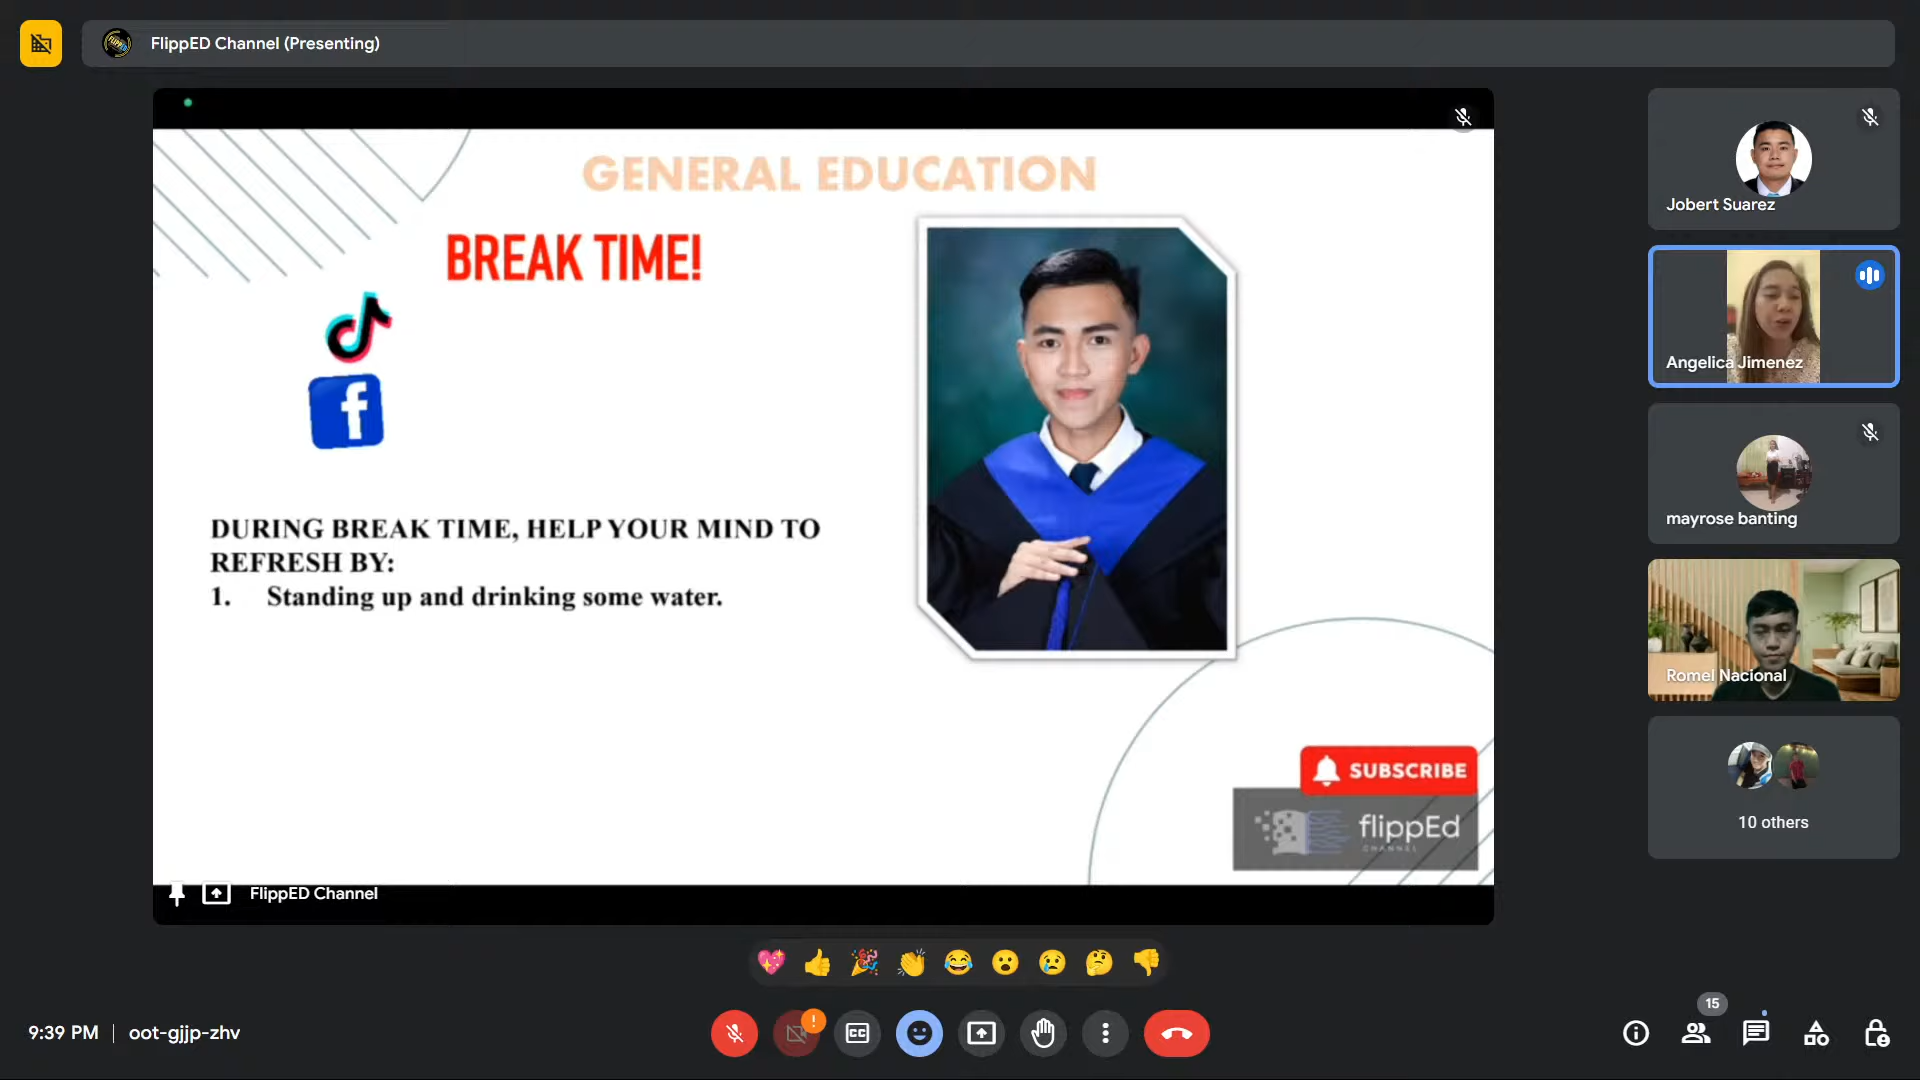 FlippED Channel (Presenting)
GENERAL EDUCATION
BREAK TIME!
f
DURING BREAK TIME, HELP YOUR MIND TO
REFRESH BY:
1. Standing up and drinking some water.
SUBSCRIBE
flippEd
CHANNEL
FlippED Channel
Jobert Suarez
Angelica Jimenez
mayrose banting
Romel Nacional
10 others
9:39 PM | oot-gjjp-zhv
!
CC
15